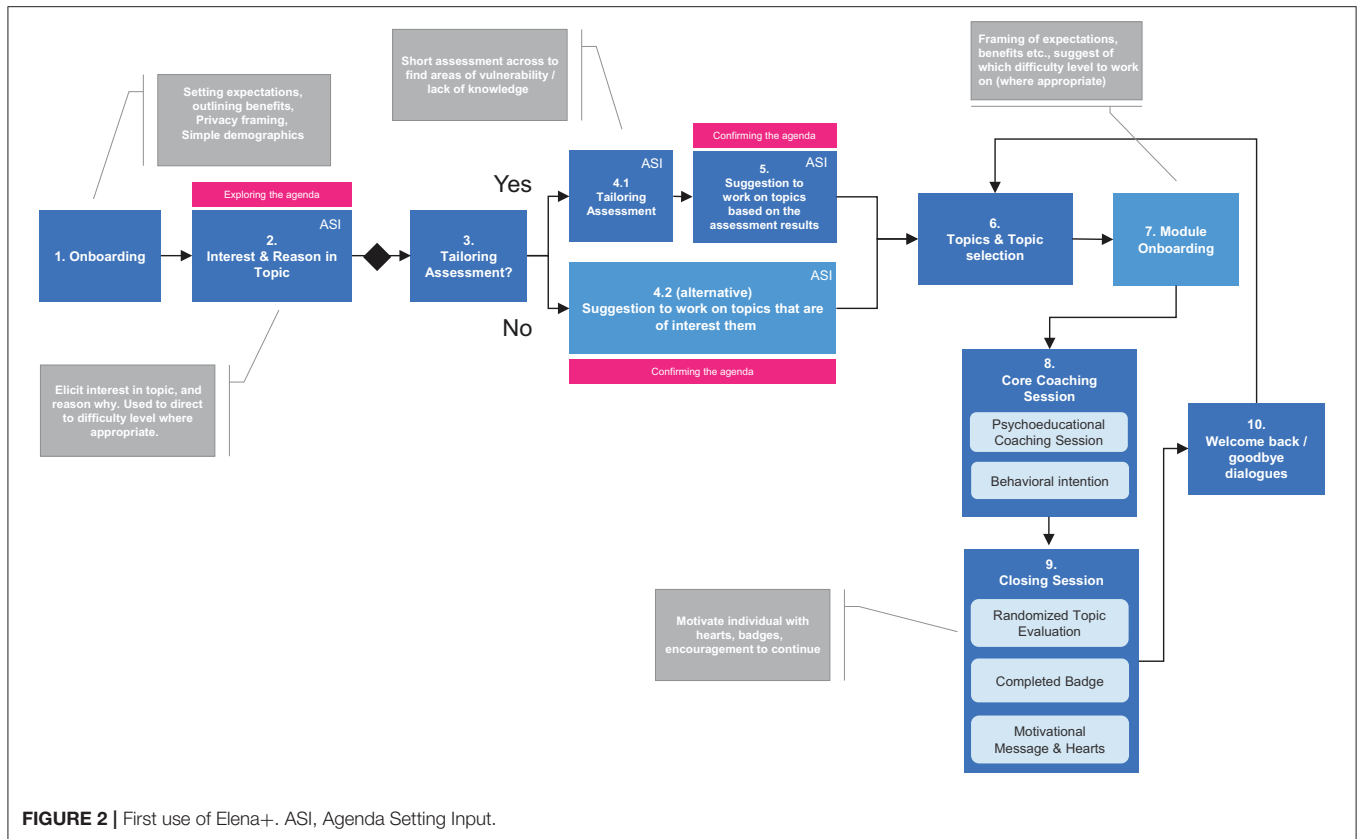 Short assessment across to
find areas of vulnerability /
lack of knowledge
Framing of expectations,
benefits etc., suggest of
which difficulty level to work
on (where appropriate)
Setting expectations,
outlining benefits,
Privacy framing,
Simple demographics
Exploring the agenda
ASI
1. Onboarding
2.
Interest & Reason in
Topic
3.
Tailoring
Assessment?
Yes
ASI
4.1
Tailoring
Assessment
Confirming the agenda
ASI
5.
Suggestion to
work on topics
based on the
assessment results
No
ASI
4.2 (alternative)
Suggestion to work on topics that are
of interest them
Confirming the agenda
6.
Topics & Topic
selection
7. Module
Onboarding
Elicit interest in topic, and
reason why. Used to direct
to difficulty level where
appropriate.
8.
Core Coaching
Session
Psychoeducational
Coaching Session
Behavioral intention
10.
Welcome back /
goodbye
dialogues
9.
Closing Session
Randomized Topic
Evaluation
Completed Badge
Motivational
Message & Hearts
Motivate individual with
hearts, badges,
encouragement to continue
FIGURE 2 | First use of Elena+. ASI, Agenda Setting Input.